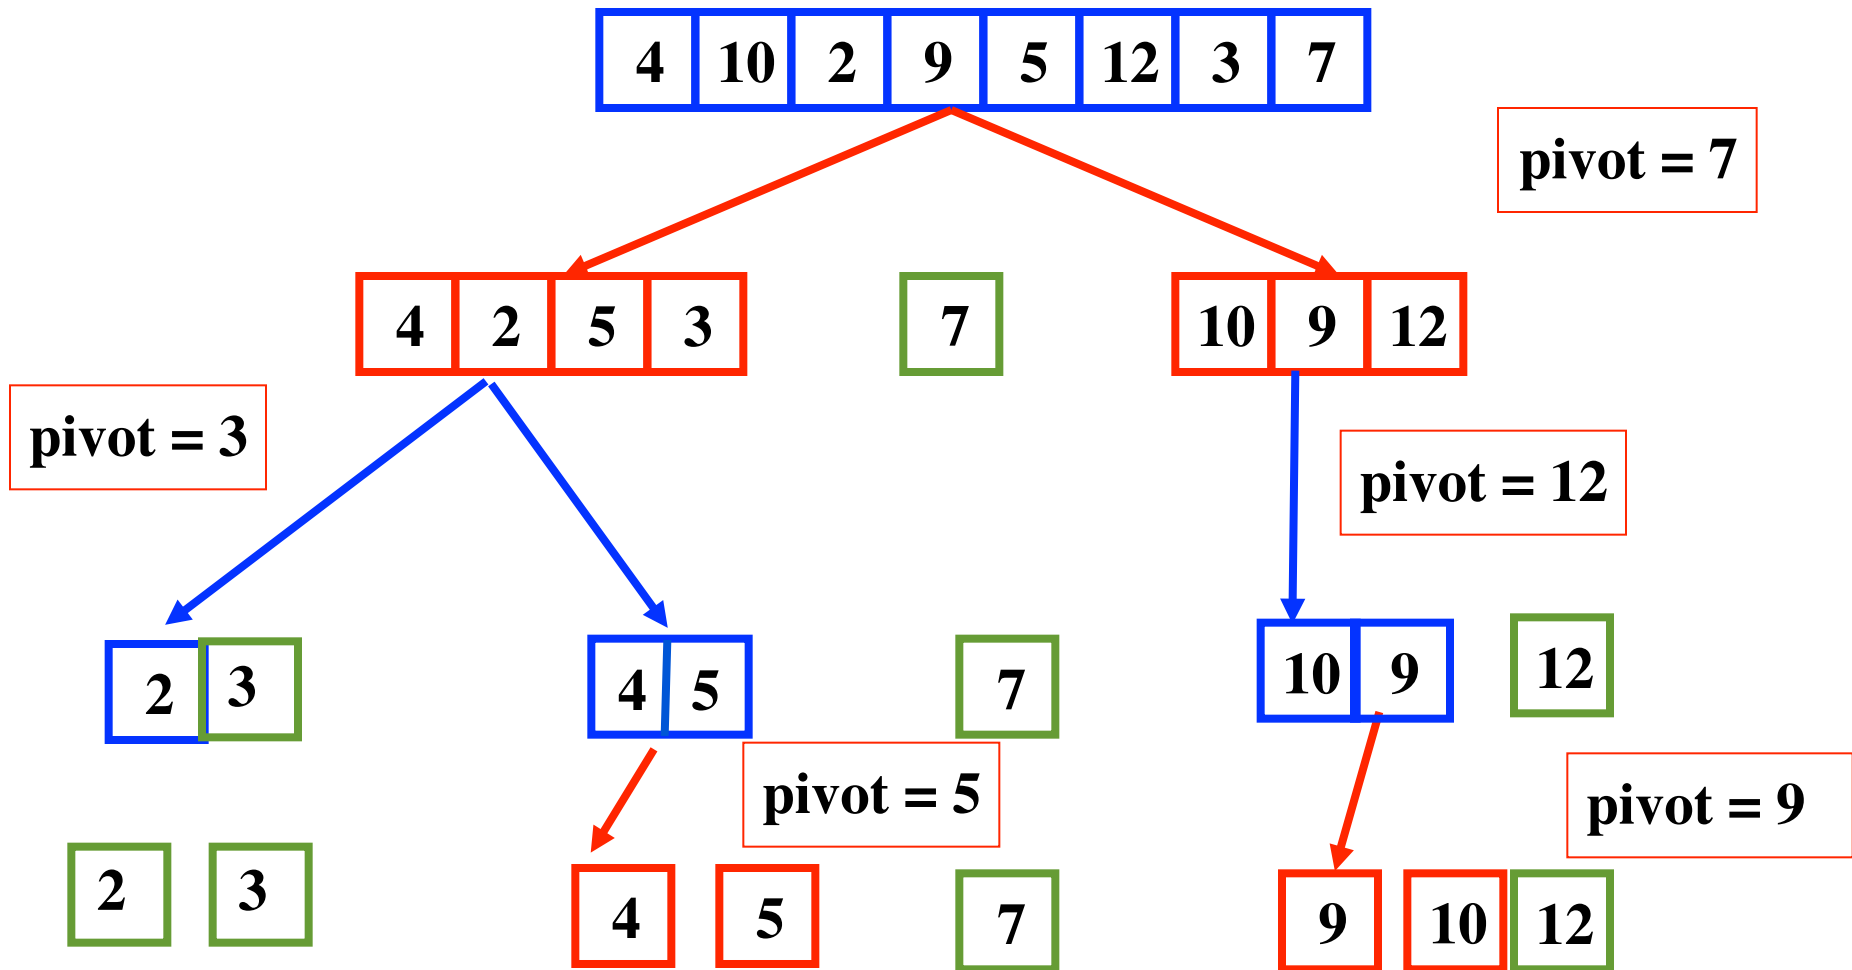 4 10 2 9 5 12 3 7
pivot = 7
4 2 5 3 7 10 9 12
pivot = 3
pivot = 12
2 3 4 5 7 10 9 12
pivot = 5
pivot = 9
2 3 4 5 7 9 10 12